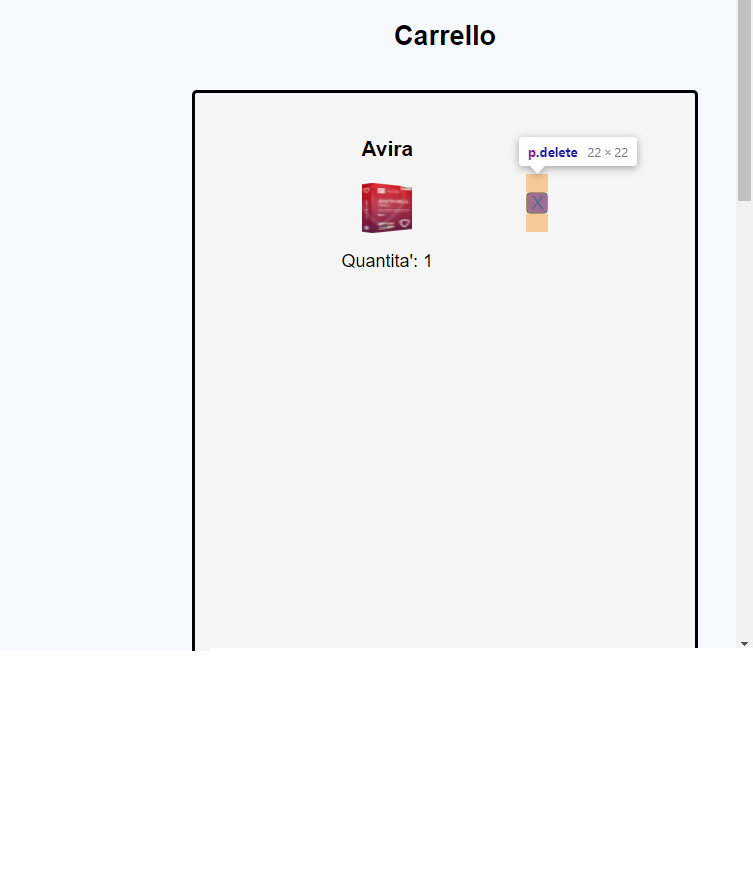 Carrello
Avira
p.delete 22 × 22
X
Quantita': 1